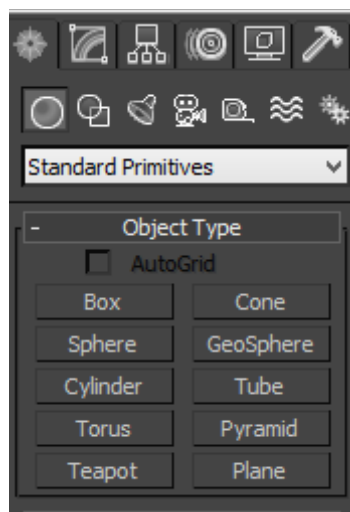 Standard Primitives
- Object Type
AutoGrid
Box Cone
Sphere GeoSphere
Cylinder Tube
Torus Pyramid
Teapot Plane